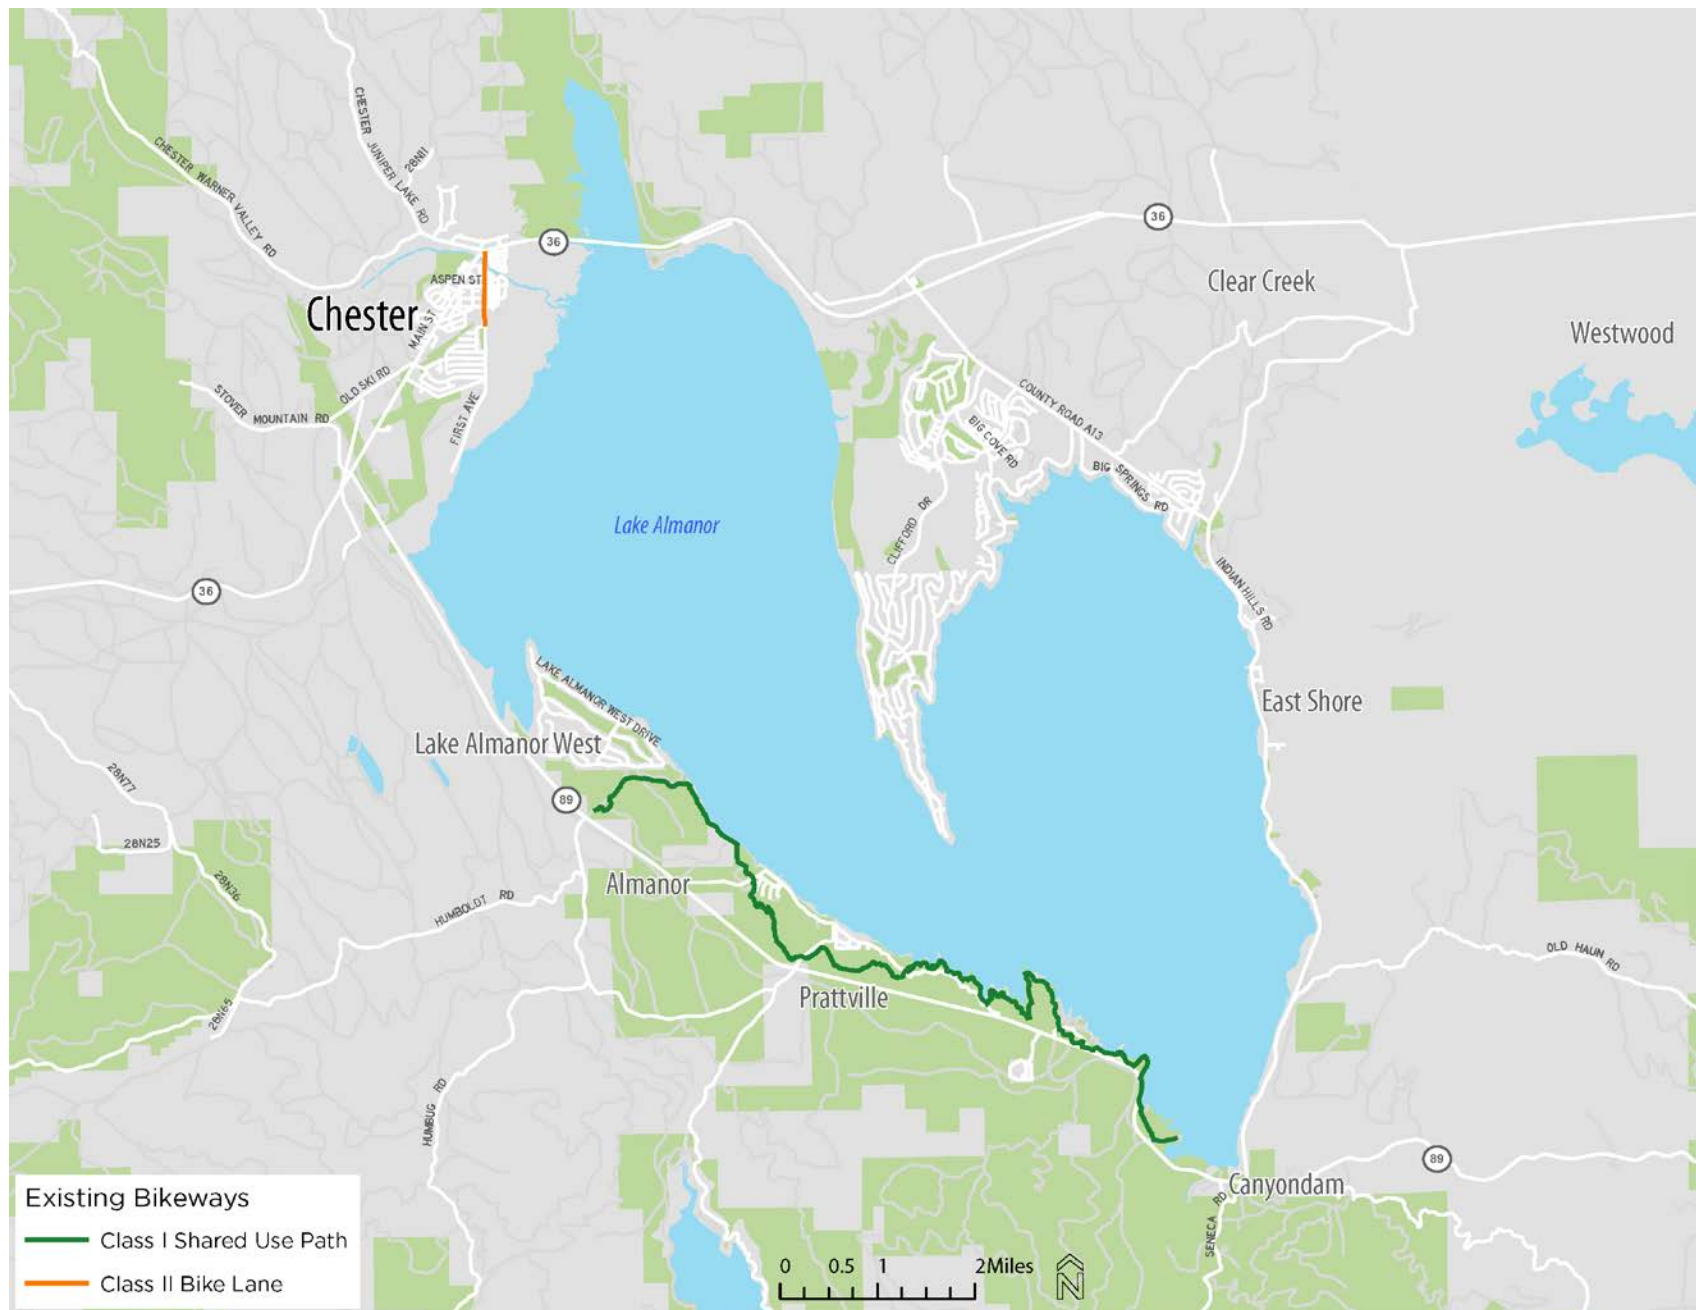 CHESTER JUNIPER LAKE RD
28N11
CHESTER WARNER VALLEY RD
36
36
ASPEN ST
Clear Creek
Chester
MAIN ST
Westwood
OLD SKI RD
STOVER MOUNTAIN RD
FIRST AVE
COUNTY ROAD A13
BIG COVE RD
BIG SPRINGS RD
Lake Almanor
CLIFFORD DR
36
INDIAN HILLS RD
LAKE ALMANOR WEST DRIVE
East Shore
Lake Almanor West
28N77
89
28N25
28N36
Almanor
HUMBOLDT RD
OLD HAUN RD
Prattville
28N65
HUMBUG RD
89
Canyondam
SENECA RD
Existing Bikeways
Class I Shared Use Path
Class II Bike Lane
0 0.5 1 2Miles
N